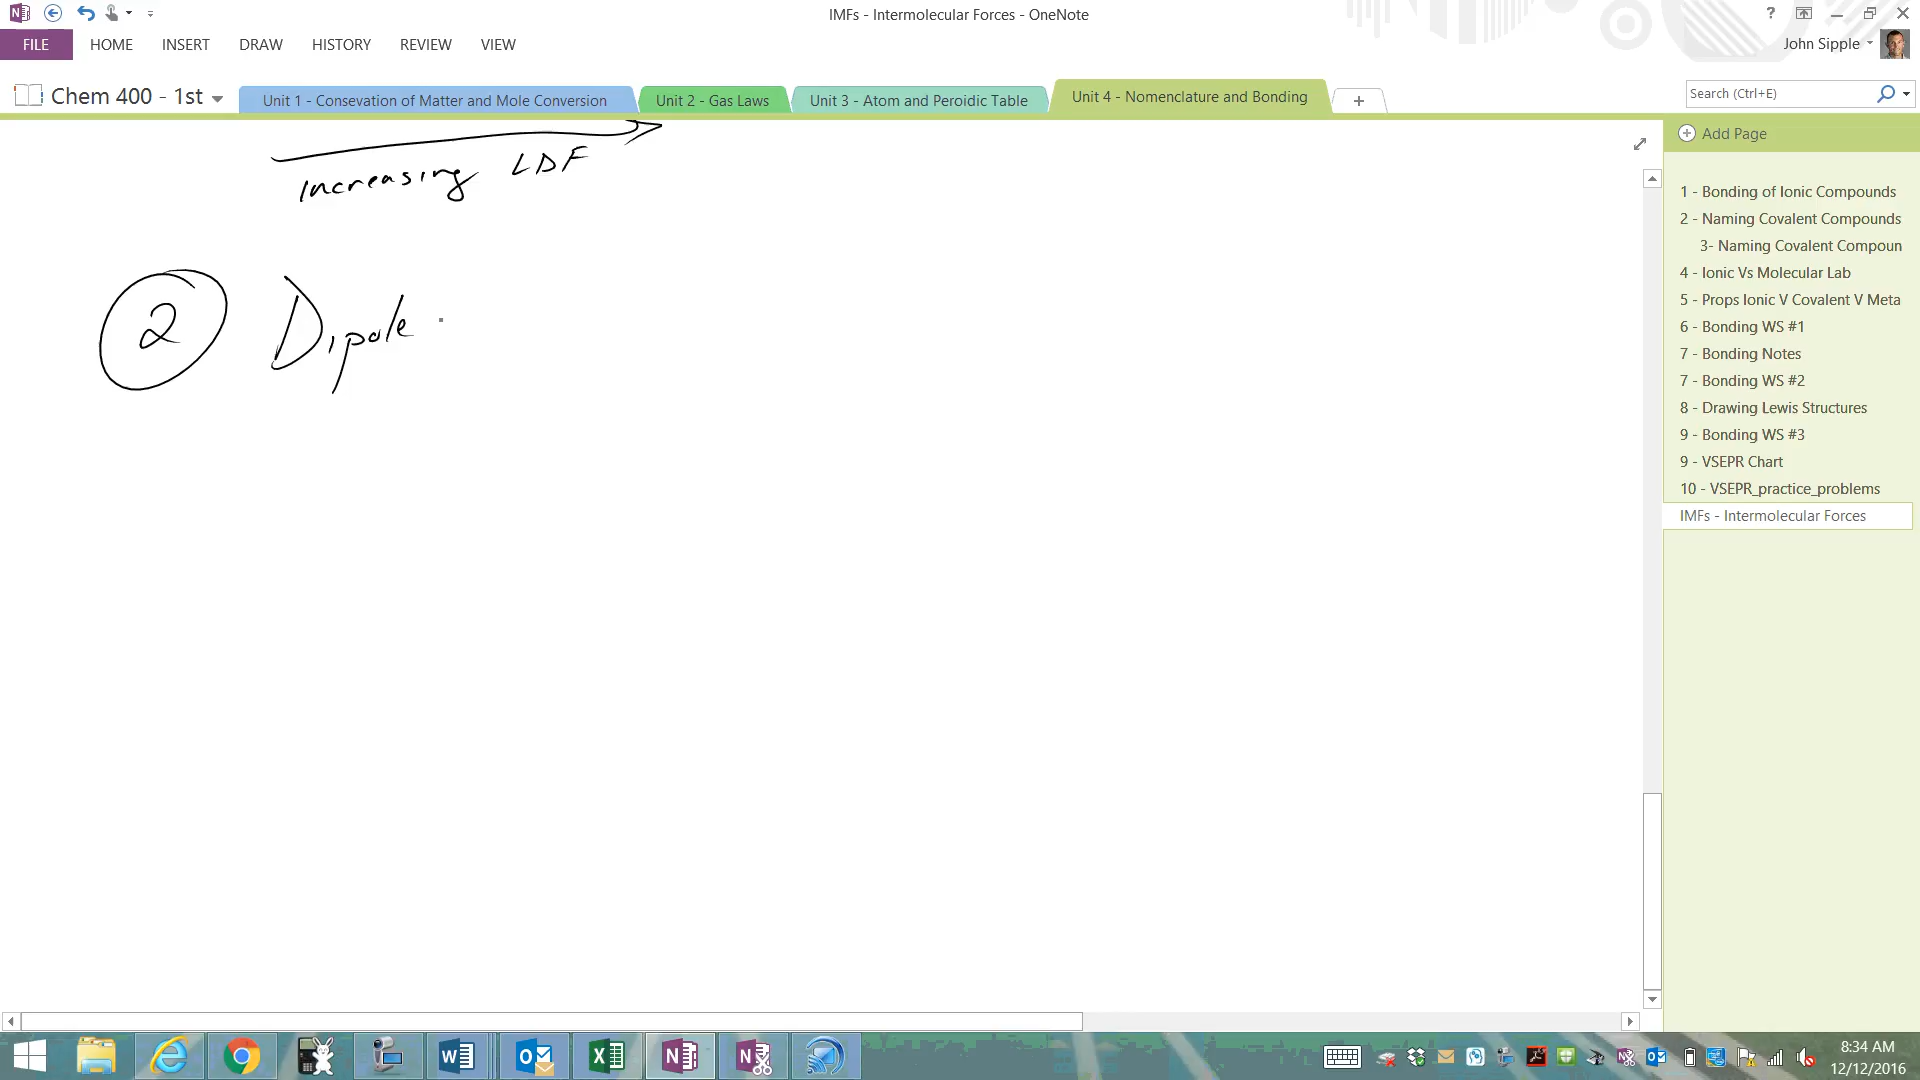 IMFs - Intermolecular Forces - OneNote
?
FILE HOME INSERT DRAW HISTORY REVIEW VIEW
John Sipple
Chem 400 - 1st
Unit 1 - Consevation of Matter and Mole Conversion
Unit 2 - Gas Laws
Unit 3 - Atom and Peroidic Table
Unit 4 - Nomenclature and Bonding
+
Search (Ctrl+E)
Increasing LDF
2 Dipole
Add Page
1 - Bonding of Ionic Compounds
2 - Naming Covalent Compounds
3- Naming Covalent Compoun
4 - Ionic Vs Molecular Lab
5 - Props Ionic V Covalent V Meta
6 - Bonding WS #1
7 - Bonding Notes
7 - Bonding WS #2
8 - Drawing Lewis Structures
9 - Bonding WS #3
9 - VSEPR Chart
10 - VSEPR_practice_problems
IMFs - Intermolecular Forces
8:34 AM
12/12/2016